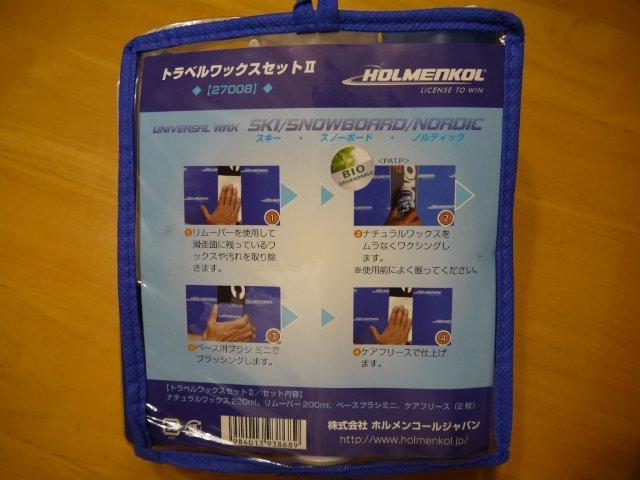 トラベルワックスセットⅡ
◆【27008】◆
HOLMENKOL
LICENSE TO WIN
UNIVERSAL WAX SKI/SNOWBOARD/NORDIC
スキー ・ スノーボード ・ ノルディック
BIO
DEGRADABLE
<PAT.P>
1
2
①リムーバーを使用して
滑走面に残っているワ
ックスや汚れを取り除
きます。
②ナチュラルワックスを
ムラなくワクシングし
ます。
※使用前によく振ってください。
3
4
③ベース用ブラシ ミニで
ブラッシングします。
④ケアフリースで仕上げ
ます。
【トラベルワックスセットⅡ/セット内容】
ナチュラルワックス220ml、リムーバー200ml、ベースブラシミニ、ケアフリース(2枚)
984013 938689
株式会社 ホルメンコールジャパン
http://www.holmenkol.jp/